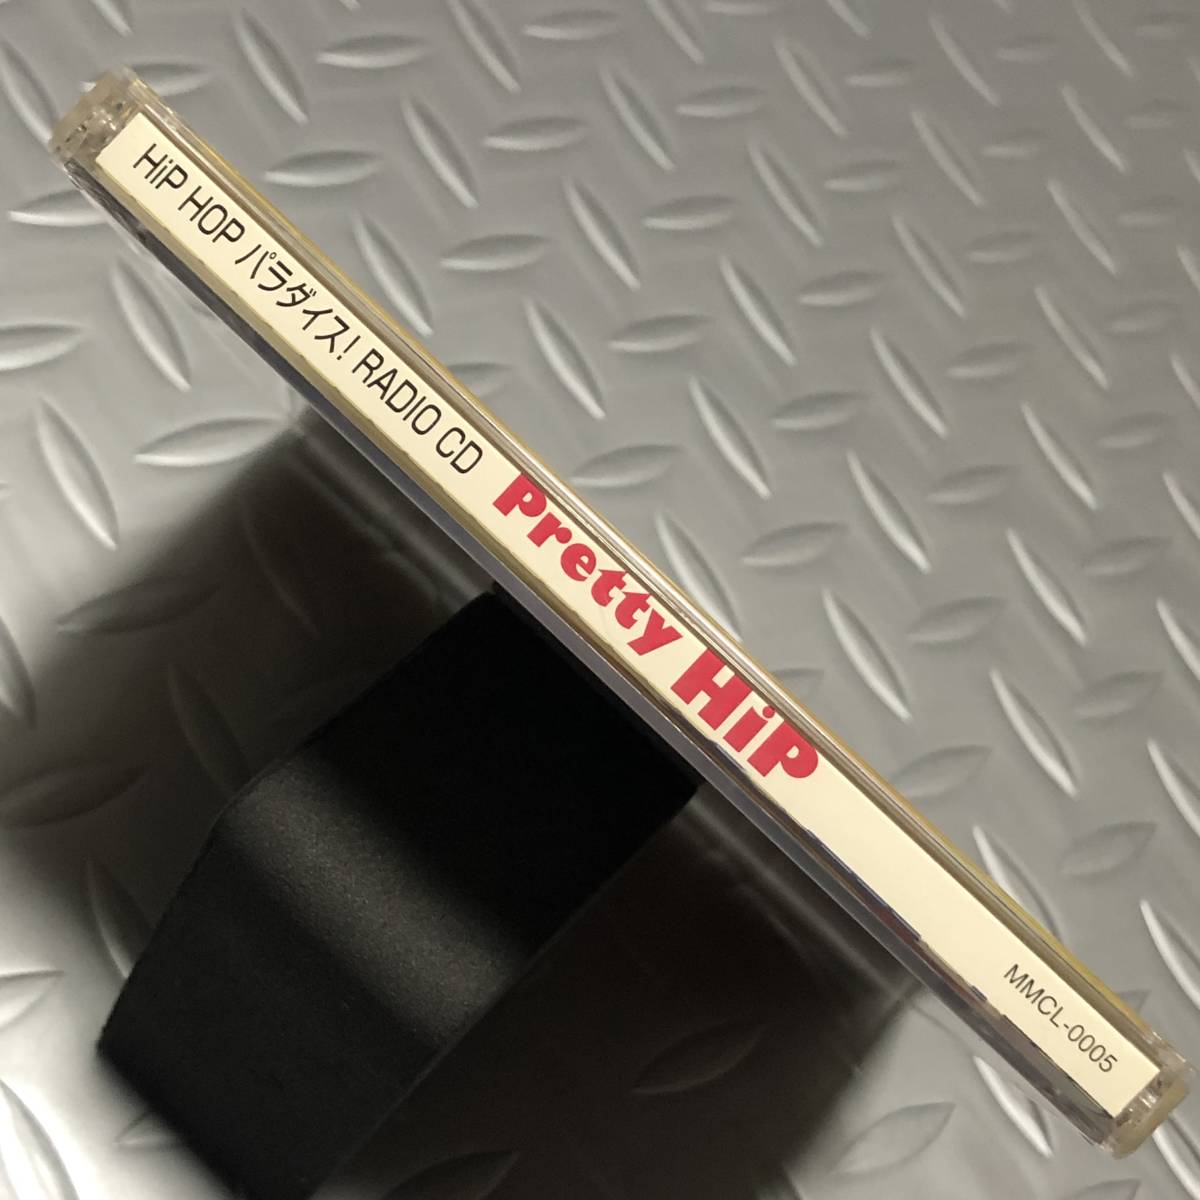 HiP HOP パラダイス! RADIO CD Pretty HiP MMCL-0005